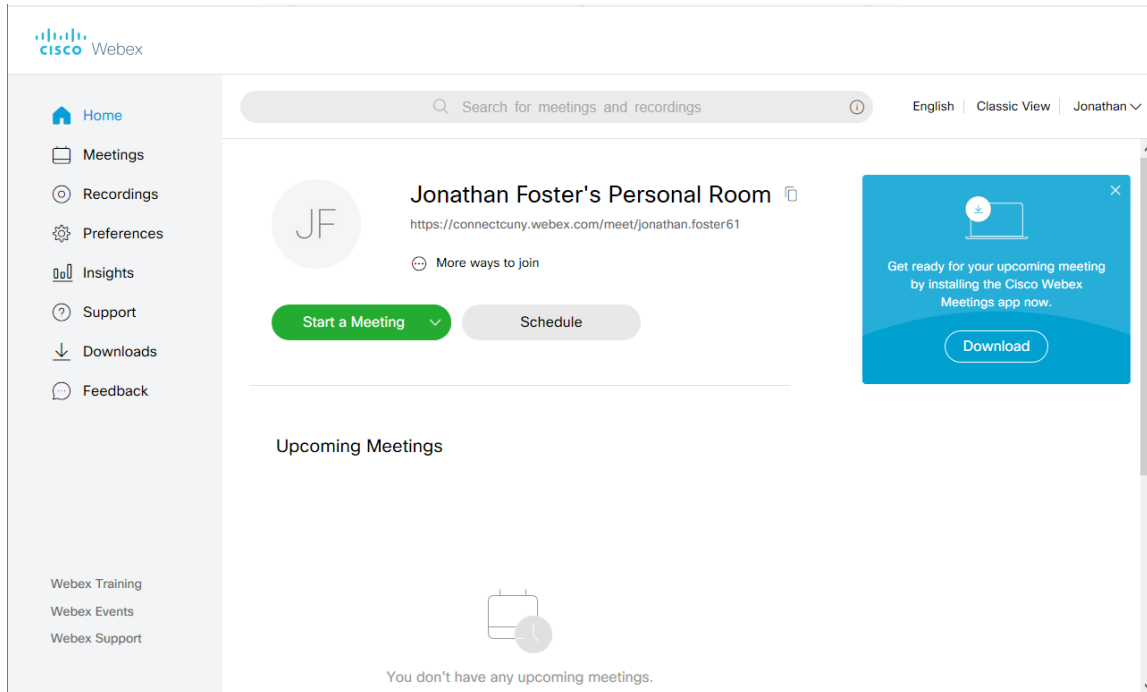 cisco Webex
Search for meetings and recordings
English Classic View Jonathan
Home
Meetings
Recordings
Preferences
Insights
Support
Downloads
Feedback
Webex Training
Webex Events
Webex Support
JF
Jonathan Foster's Personal Room
https://connectcuny.webex.com/meet/jonathan.foster61
More ways to join
Start a Meeting
Schedule
Get ready for your upcoming meeting
by installing the Cisco Webex
Meetings app now.
Download
Upcoming Meetings
You don't have any upcoming meetings.